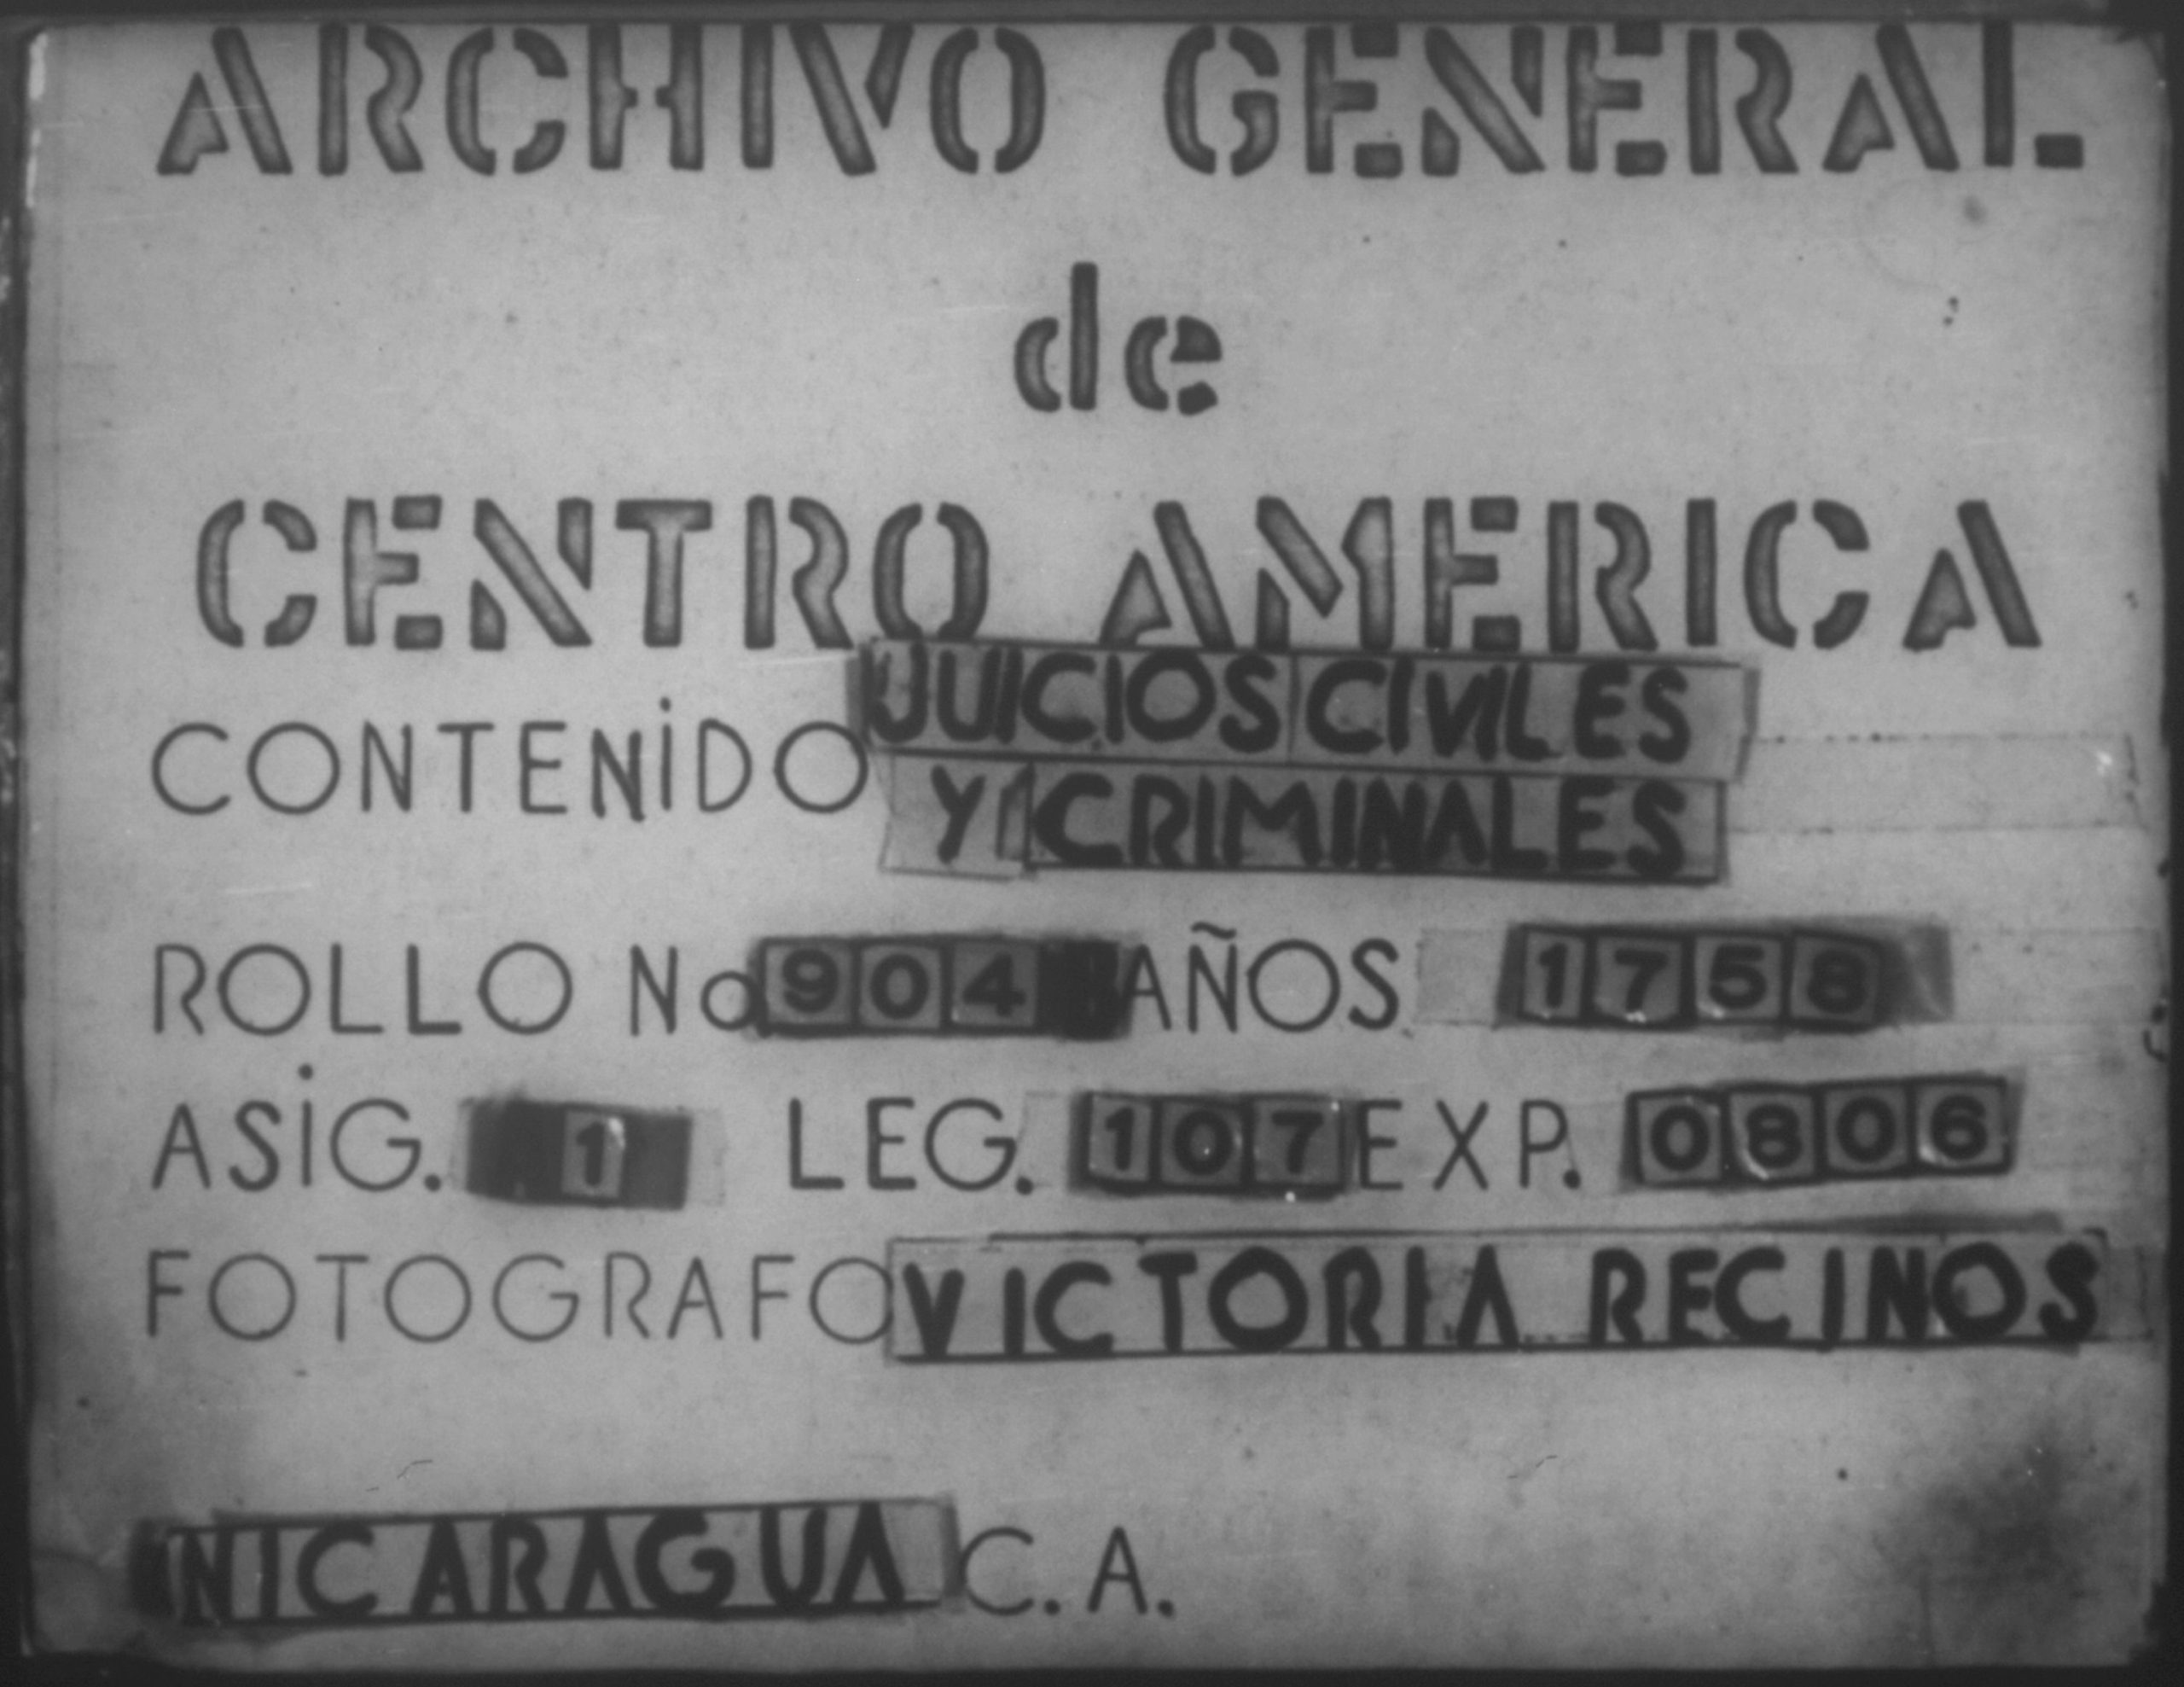 ARCHIVO GENERAL
de
CENTRO AMERICA
CONTENIDO JUICIOS CIVILES
Y CRIMINALES
ROLLO No 904 AÑOS 1758
ASIG. 1 LEG. 107 EXP. 0806
FOTOGRAFO VICTORIA RECINOS
NICARAGUA C.A.